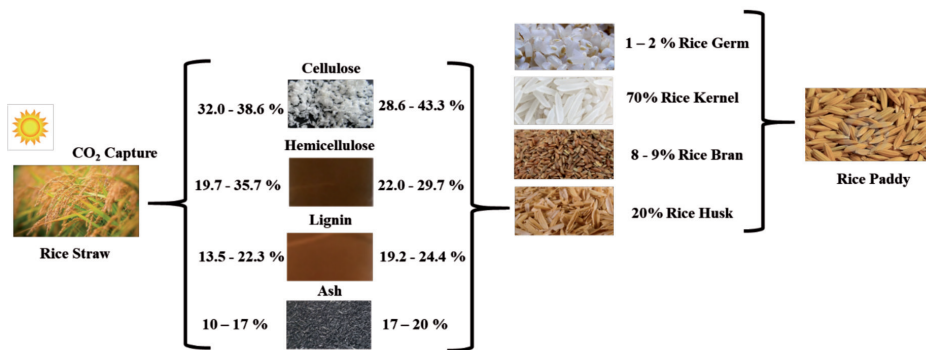 CO₂ Capture
Rice Straw
Cellulose
32.0 - 38.6 %
28.6 - 43.3 %
Hemicellulose
19.7 - 35.7 %
22.0 - 29.7 %
Lignin
13.5 - 22.3 %
19.2 - 24.4 %
Ash
10 – 17 %
17 – 20 %
1 – 2 % Rice Germ
70% Rice Kernel
8 - 9% Rice Bran
20% Rice Husk
Rice Paddy